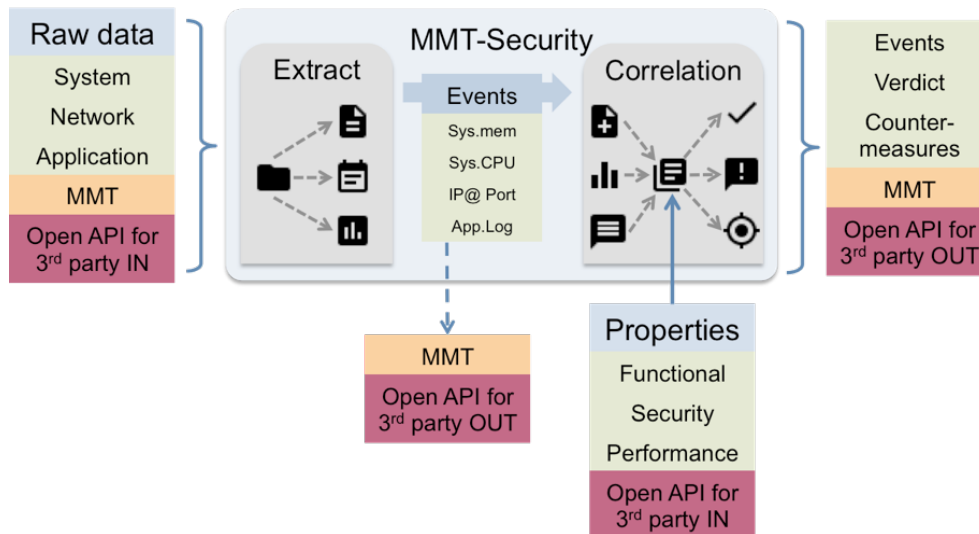 Raw data
System
Network
Application
MMT
Open API for
3rd party IN
MMT-Security
Extract
Events
Sys.mem
Sys.CPU
IP@ Port
App.Log
Correlation
Events
Verdict
Counter-
measures
MMT
Open API for
3rd party OUT
MMT
Open API for
3rd party OUT
Properties
Functional
Security
Performance
Open API for
3rd party IN